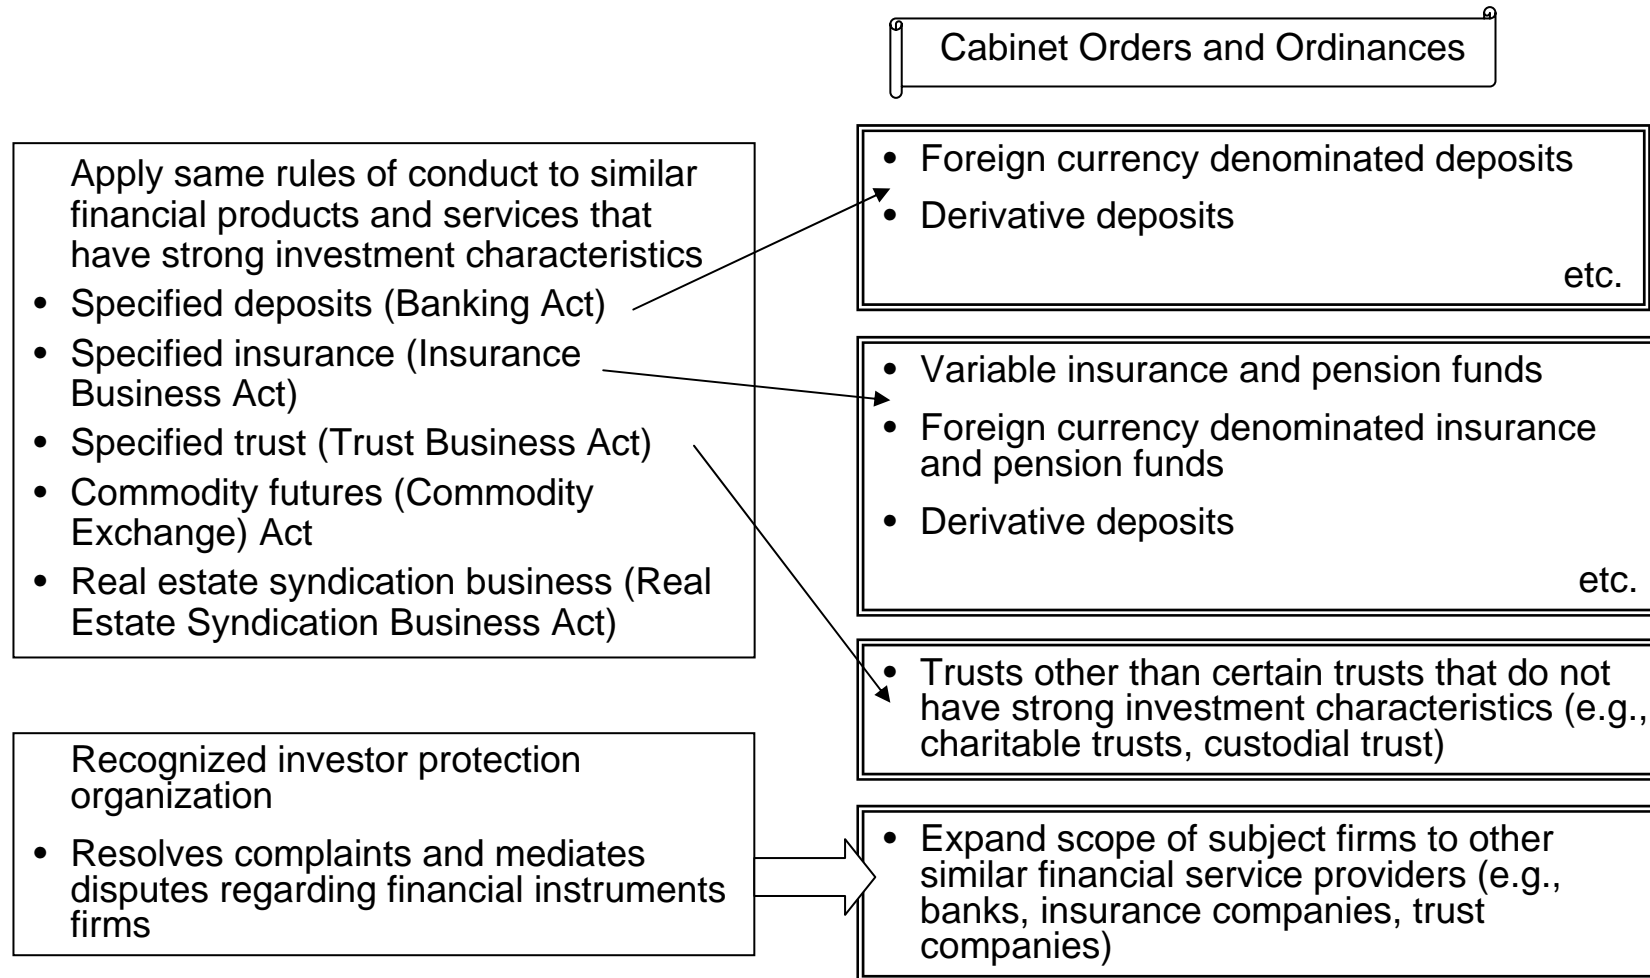 Cabinet Orders and Ordinances
Apply same rules of conduct to similar
financial products and services that
have strong investment characteristics
• Specified deposits (Banking Act)
• Specified insurance (Insurance
Business Act)
• Specified trust (Trust Business Act)
• Commodity futures (Commodity
Exchange) Act
• Real estate syndication business (Real
Estate Syndication Business Act)
• Foreign currency denominated deposits
• Derivative deposits
etc.
• Variable insurance and pension funds
• Foreign currency denominated insurance
and pension funds
• Derivative deposits
etc.
• Trusts other than certain trusts that do not
have strong investment characteristics (e.g.,
charitable trusts, custodial trust)
Recognized investor protection
organization
• Resolves complaints and mediates
disputes regarding financial instruments
firms
• Expand scope of subject firms to other
similar financial service providers (e.g.,
banks, insurance companies, trust
companies)